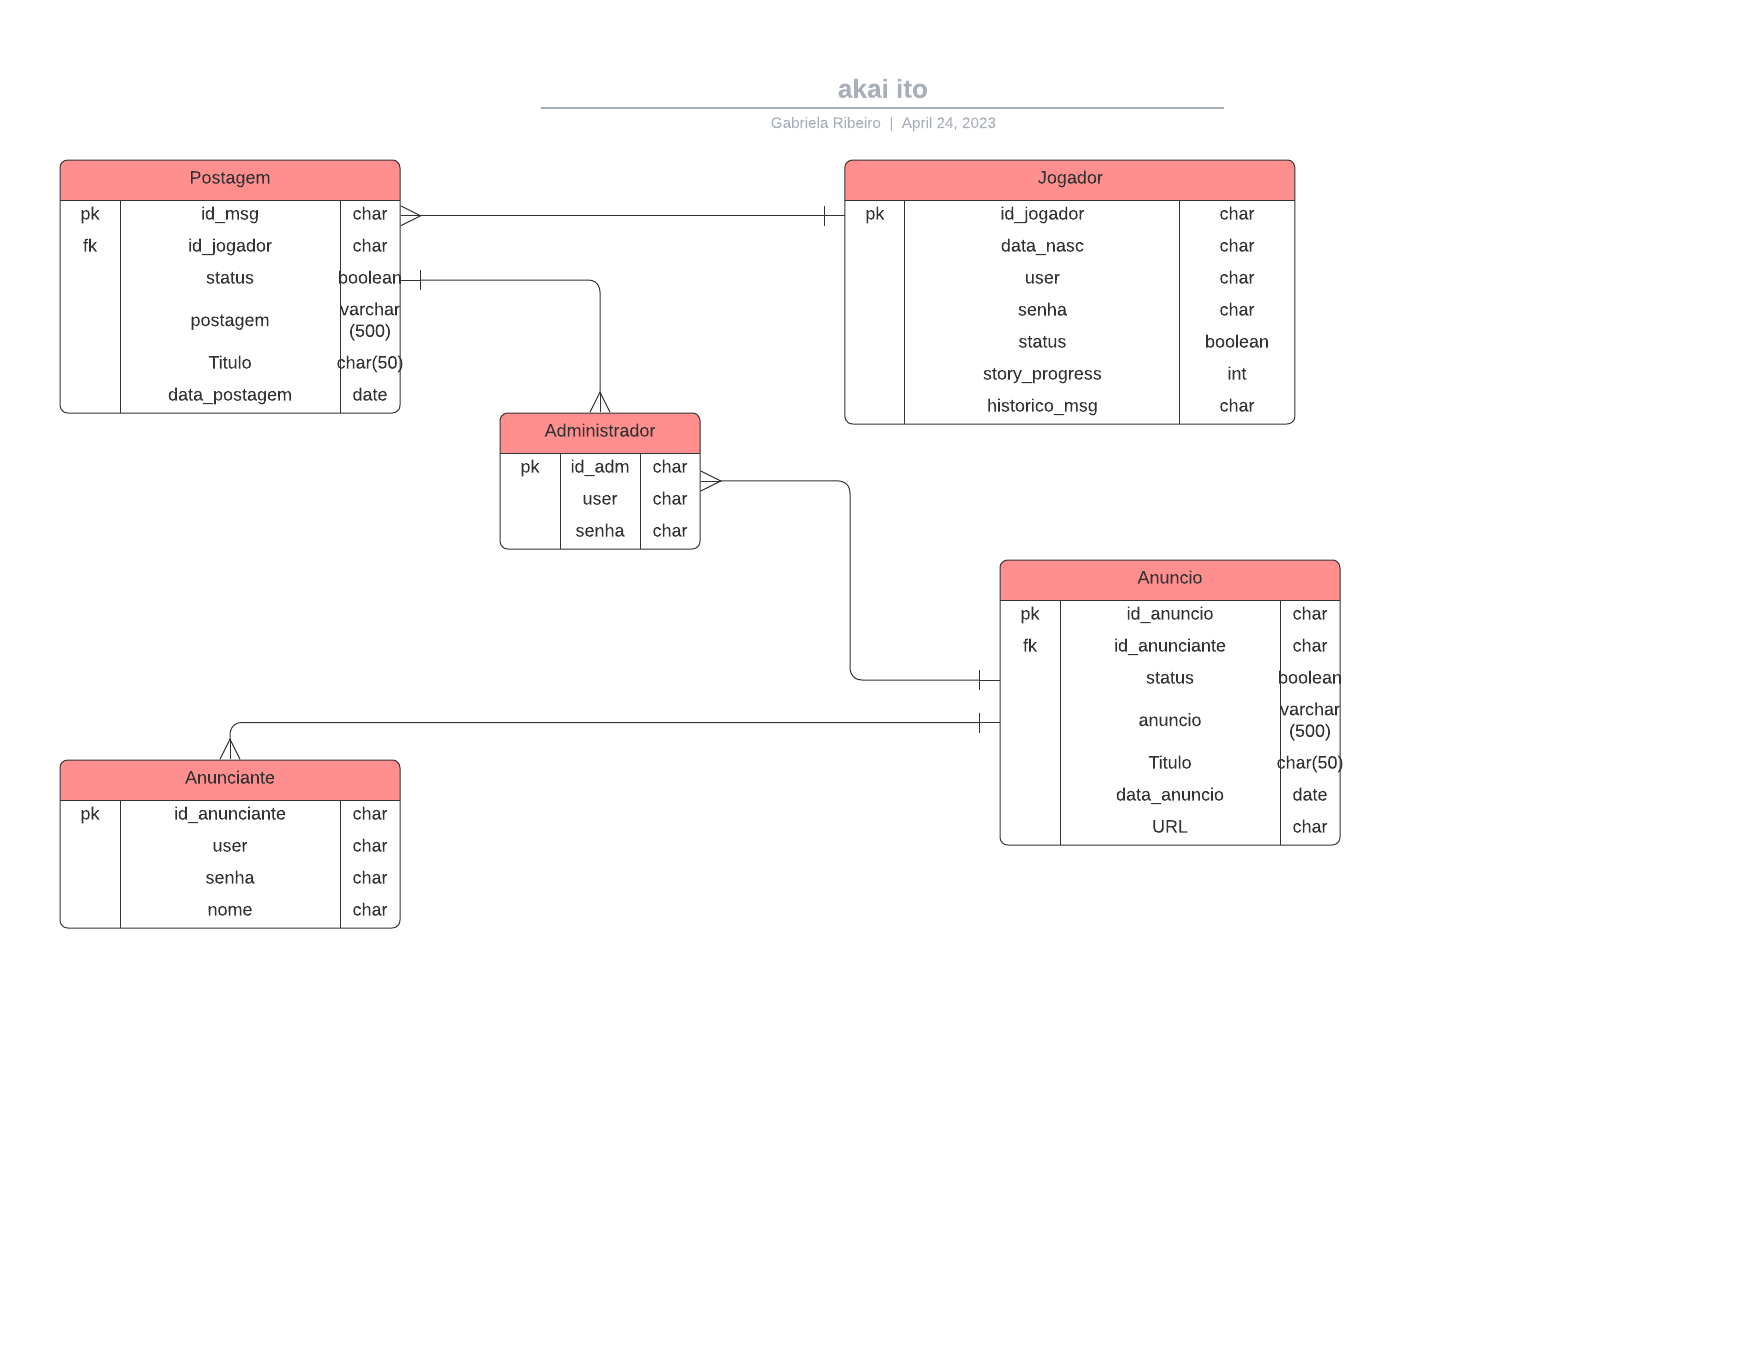 akai ito
Gabriela Ribeiro | April 24, 2023
Postagem
pk id_msg char
fk id_jogador char
status boolean
postagem varchar
(500)
Titulo char(50)
data_postagem date
Jogador
pk id_jogador char
data_nasc char
user char
senha char
status boolean
story_progress int
historico_msg char
Administrador
pk id_adm char
user char
senha char
Anuncio
pk id_anuncio char
fk id_anunciante char
status boolean
anuncio varchar
(500)
Titulo char(50)
data_anuncio date
URL char
Anunciante
pk id_anunciante char
user char
senha char
nome char